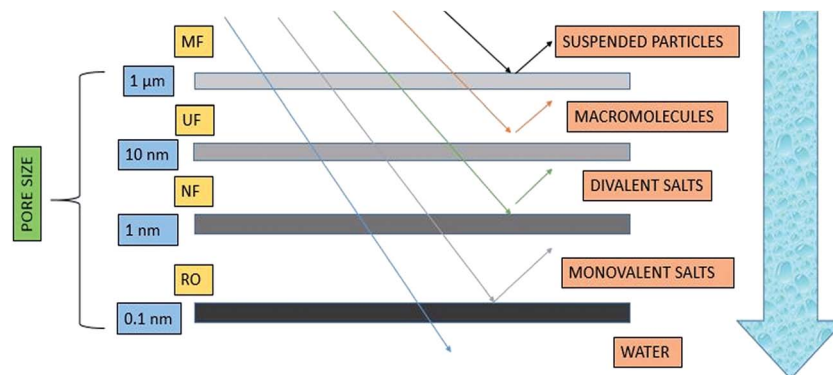 MF
SUSPENDED PARTICLES
1 µm
UF
MACROMOLECULES
10 nm
PORE SIZE
NF
DIVALENT SALTS
1 nm
RO
MONOVALENT SALTS
0.1 nm
WATER